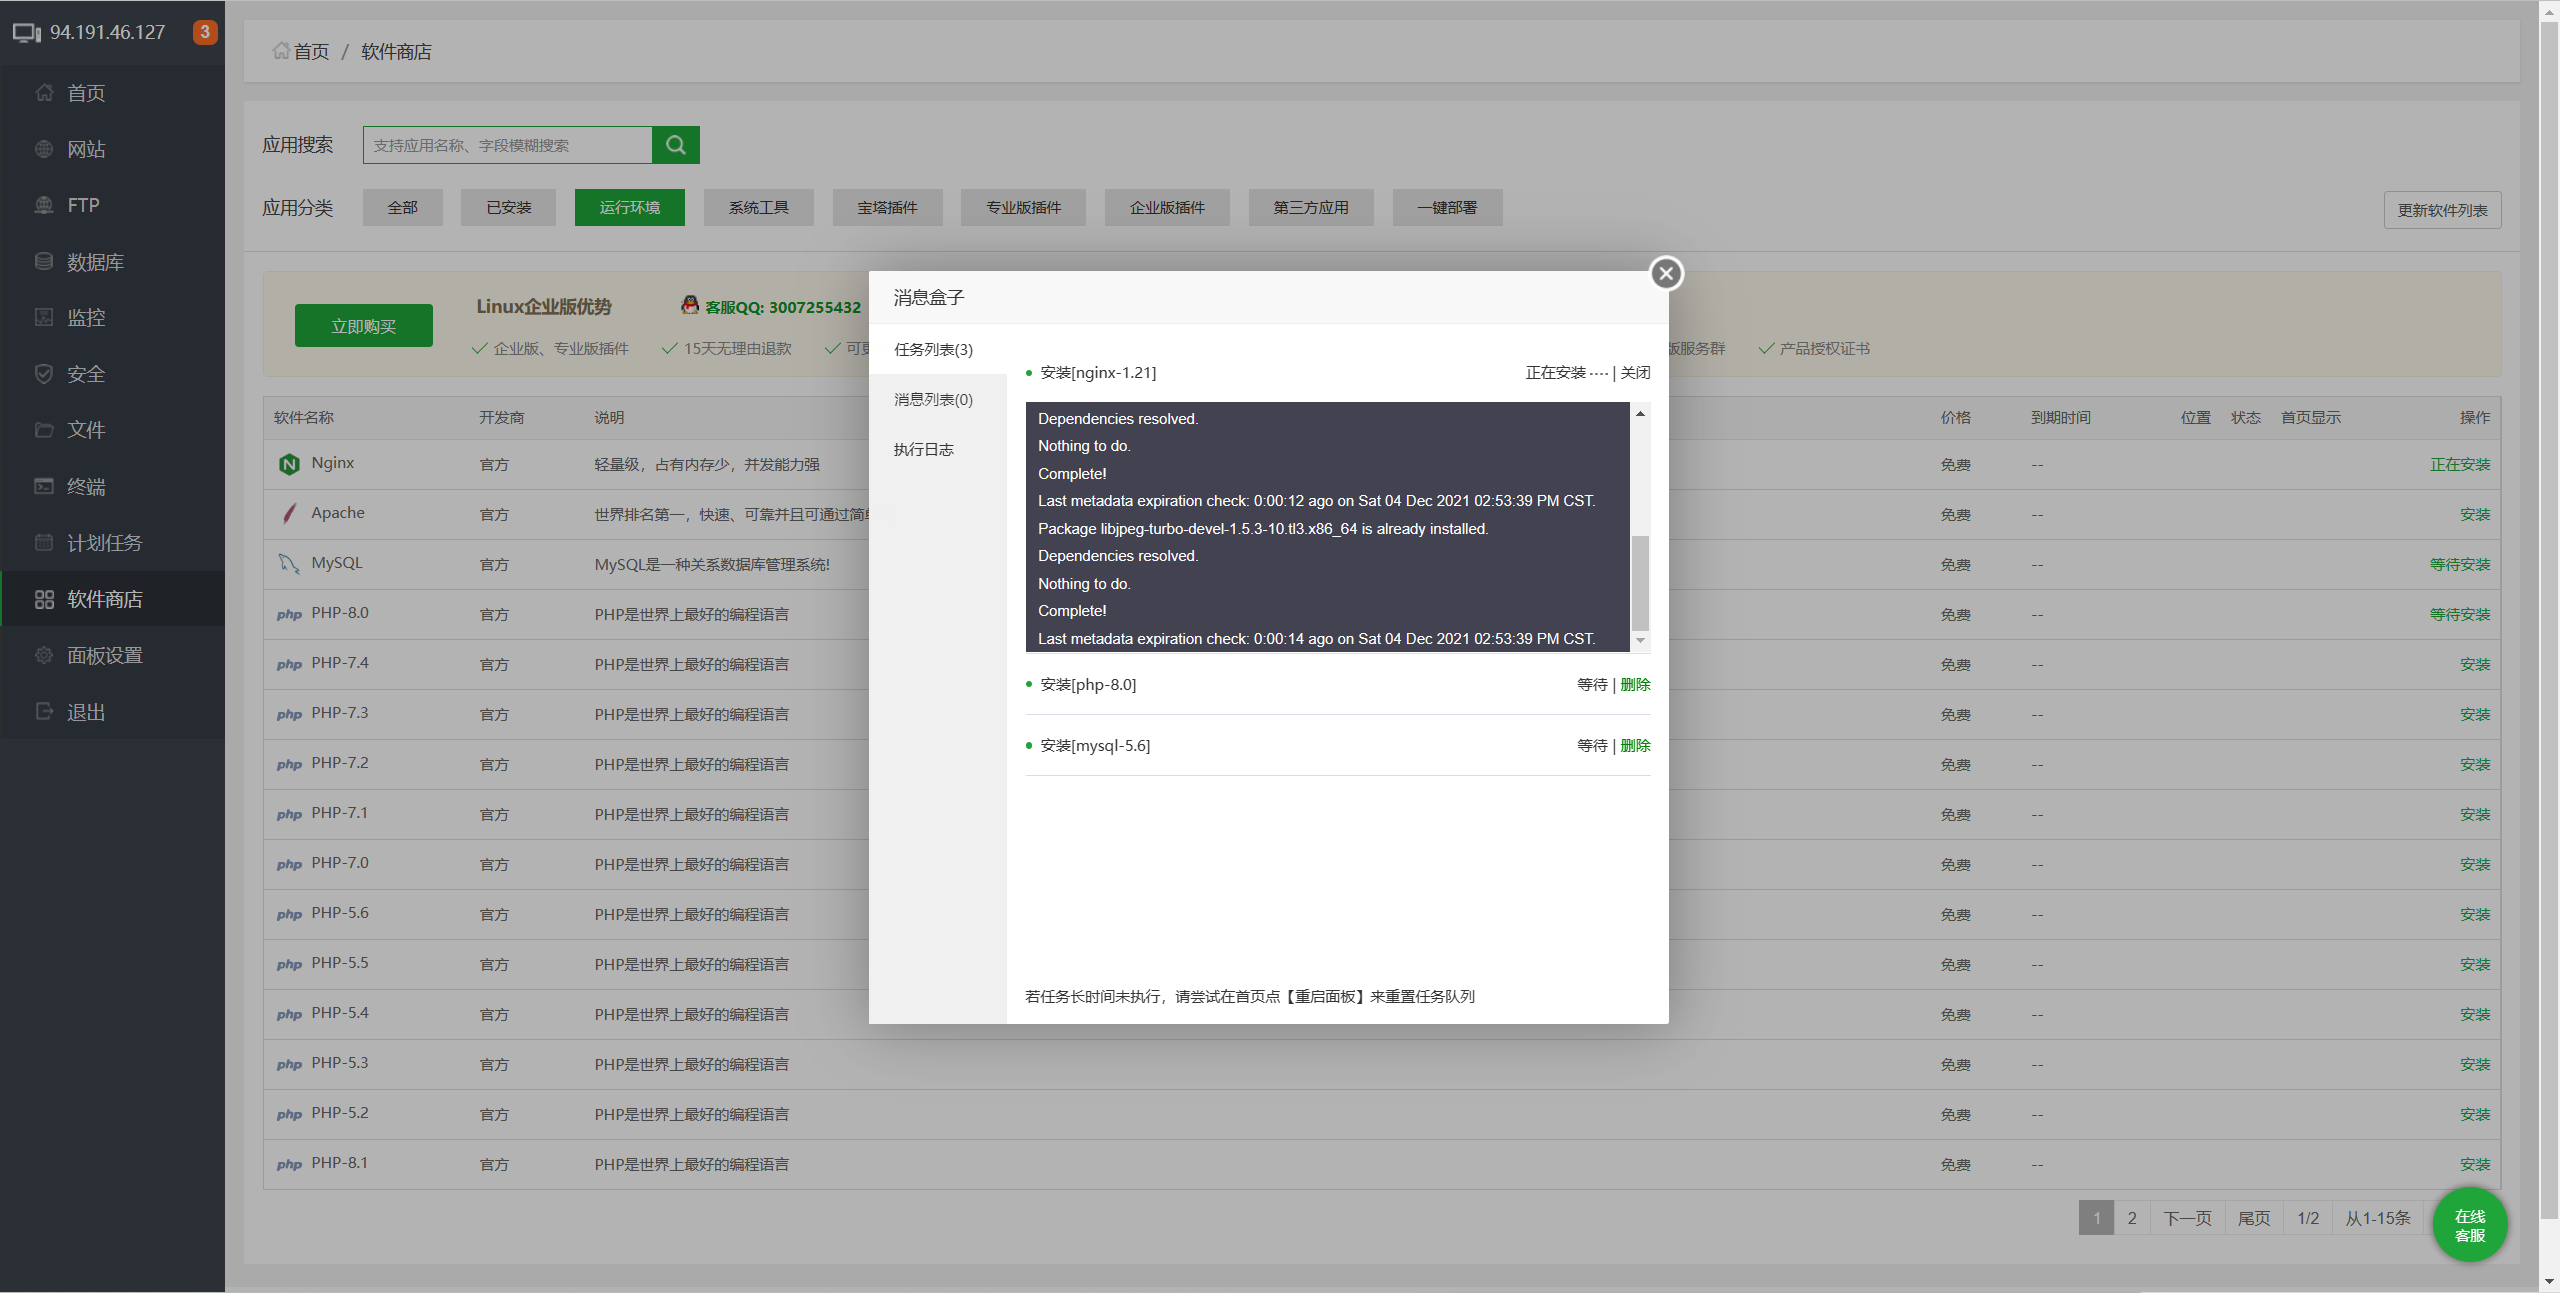 94.191.46.127
3
首页
网站
FTP
数据库
监控
安全
文件
终端
计划任务
软件商店
面板设置
退出
首页 / 软件商店
应用搜索
支持应用名称、字段模糊搜索
应用分类
全部
已安装
运行环境
系统工具
宝塔插件
专业版插件
企业版插件
第三方应用
一键部署
更新软件列表
立即购买
Linux企业版优势
客服QQ: 3007255432
企业版、专业版插件
15天无理由退款
服务群
产品授权证书
软件名称 开发商 说明 价格 到期时间 位置 状态 首页显示 操作
Nginx 官方 轻量级，占有内存少，并发能力强 免费 -- 正在安装
Apache 官方 世界排名第一，快速、可靠并且可通过简 免费 -- 安装
MySQL 官方 MySQL是一种关系数据库管理系统! 免费 -- 等待安装
php PHP-8.0 官方 PHP是世界上最好的编程语言 免费 -- 等待安装
php PHP-7.4 官方 PHP是世界上最好的编程语言 免费 -- 安装
php PHP-7.3 官方 PHP是世界上最好的编程语言 免费 -- 安装
php PHP-7.2 官方 PHP是世界上最好的编程语言 免费 -- 安装
php PHP-7.1 官方 PHP是世界上最好的编程语言 免费 -- 安装
php PHP-7.0 官方 PHP是世界上最好的编程语言 免费 -- 安装
php PHP-5.6 官方 PHP是世界上最好的编程语言 免费 -- 安装
php PHP-5.5 官方 PHP是世界上最好的编程语言 免费 -- 安装
php PHP-5.4 官方 PHP是世界上最好的编程语言 免费 -- 安装
php PHP-5.3 官方 PHP是世界上最好的编程语言 免费 -- 安装
php PHP-5.2 官方 PHP是世界上最好的编程语言 免费 -- 安装
php PHP-8.1 官方 PHP是世界上最好的编程语言 免费 -- 安装
1 2 下一页 尾页 1/2 从1-15条
在线
客服
消息盒子
任务列表(3)
消息列表(0)
执行日志
安装[nginx-1.21] 正在安装 ···· | 关闭
Dependencies resolved.
Nothing to do.
Complete!
Last metadata expiration check: 0:00:12 ago on Sat 04 Dec 2021 02:53:39 PM CST.
Package libjpeg-turbo-devel-1.5.3-10.tl3.x86_64 is already installed.
Dependencies resolved.
Nothing to do.
Complete!
Last metadata expiration check: 0:00:14 ago on Sat 04 Dec 2021 02:53:39 PM CST.
安装[php-8.0] 等待 | 删除
安装[mysql-5.6] 等待 | 删除
若任务长时间未执行，请尝试在首页点【重启面板】来重置任务队列